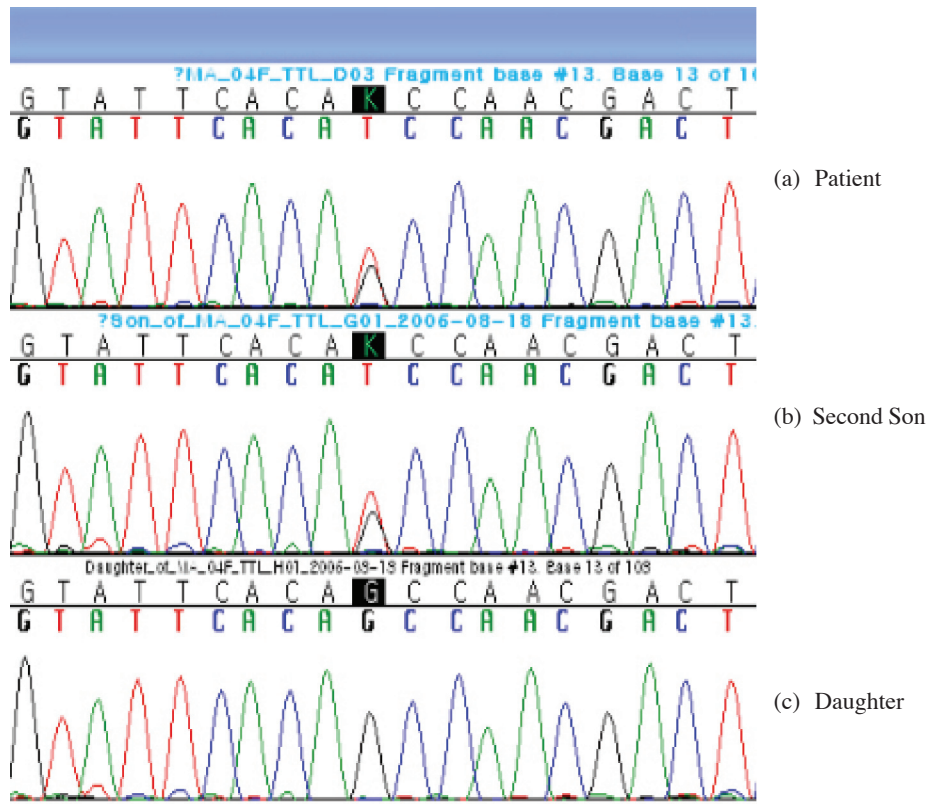 ?MA_04F_TTL_D03 Fragment base #13. Base 13 of 10
G T A T T C A C A K C C A A C G A C T
G T A T T C A C A T C C A A C G A C T
(a) Patient
?Son_of_MA_04F_TTL_G01_2006-08-18 Fragment base #13.
G T A T T C A C A K C C A A C G A C T
G T A T T C A C A T C C A A C G A C T
(b) Second Son
Fragment base #13. Base 13 of 108
G T A T T C A C A G C C A A C G A C T
G T A T T C A C A G C C A A C G A C T
(c) Daughter